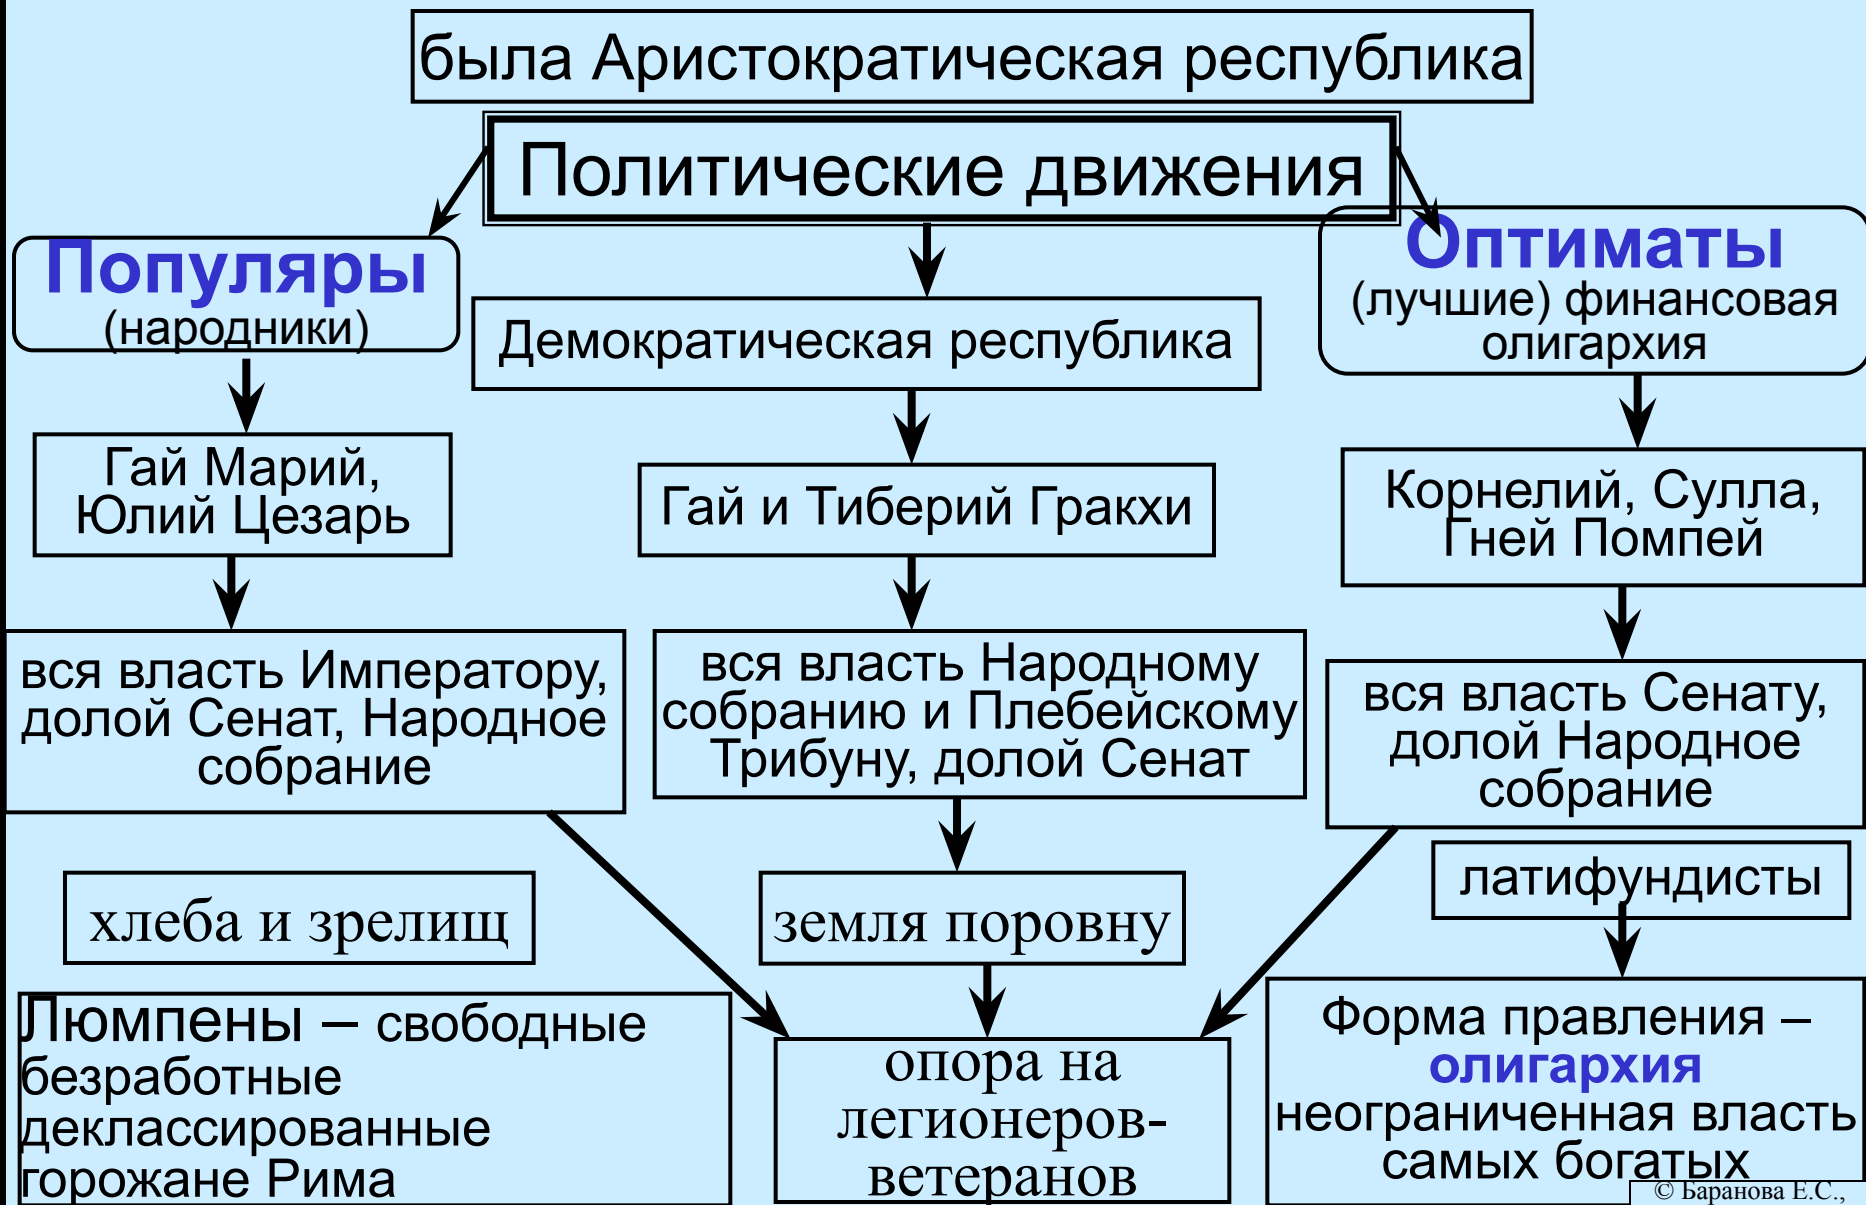 была Аристократическая республика
Политические движения
Популяры
(народники)
Демократическая республика
Оптиматы
(лучшие) финансовая
олигархия
Гай Марий,
Юлий Цезарь
Гай и Тиберий Гракхи
Корнелий, Сулла,
Гней Помпей
вся власть Императору,
долой Сенат, Народное
собрание
вся власть Народному
собранию и Плебейскому
Трибуну, долой Сенат
вся власть Сенату,
долой Народное
собрание
хлеба и зрелищ
земля поровну
латифундисты
Люмпены – свободные
безработные
деклассированные
горожане Рима
опора на
легионеров-
ветеранов
Форма правления –
олигархия
неограниченная власть
самых богатых
© Баранова Е.С.,